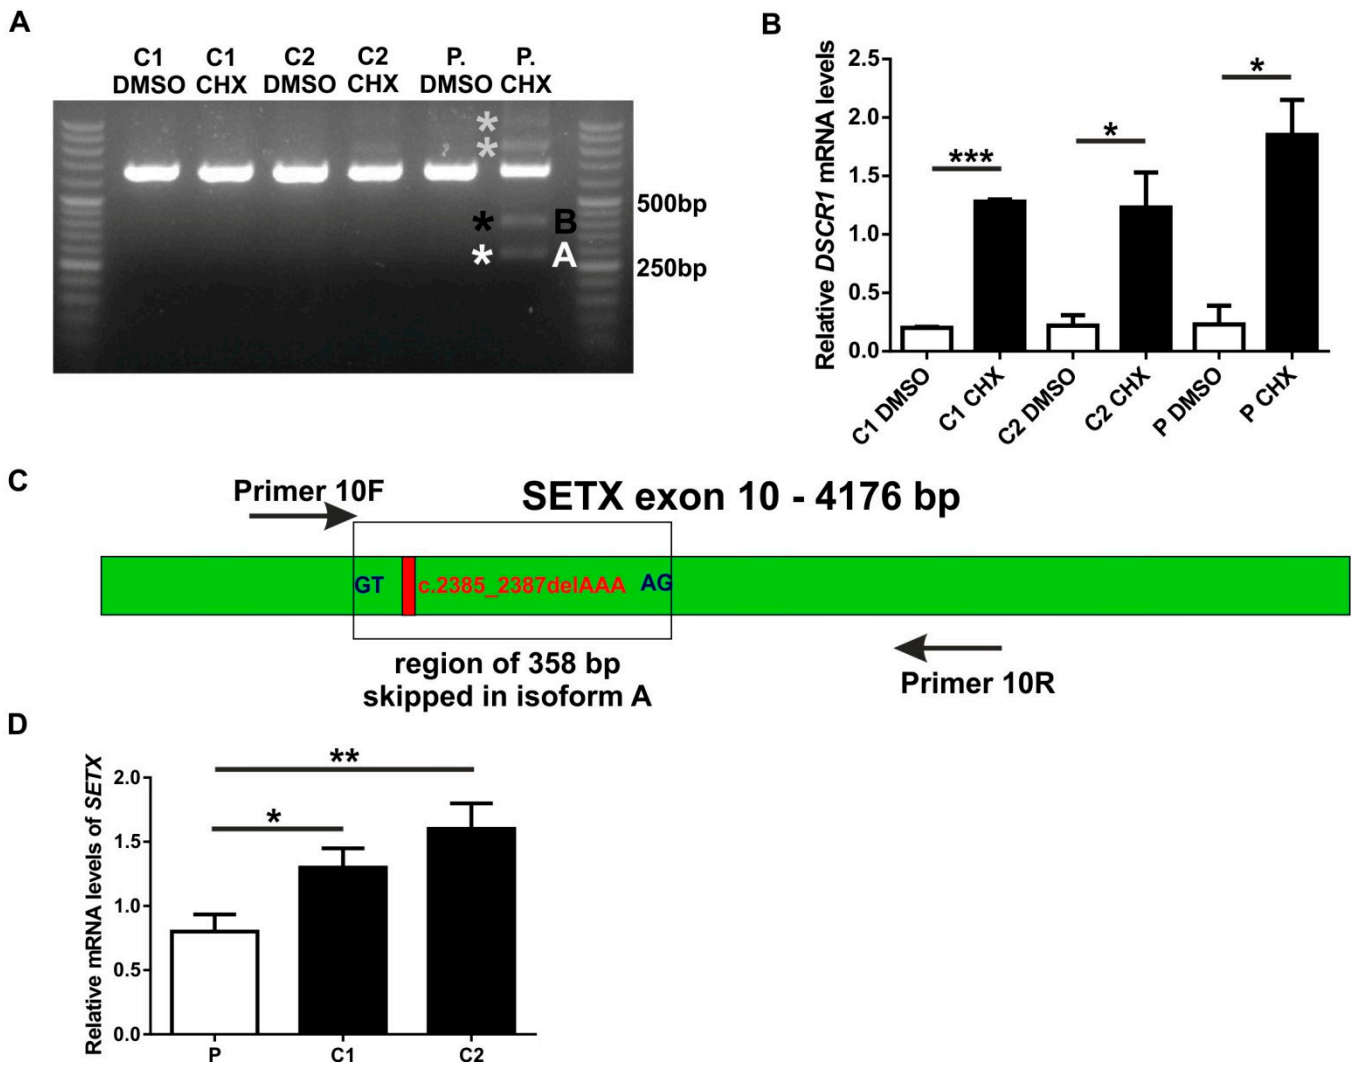 A
C1 C1 C2 C2 P. P.
DMSO CHX DMSO CHX DMSO CHX
*
*
* B
* A
500bp
250bp
B
Relative DSCR1 mRNA levels
2.5
2.0
1.5
1.0
0.5
0.0
***
*
*
C1 DMSO
C1 CHX
C2 DMSO
C2 CHX
P DMSO
P CHX
C
Primer 10F
SETX exon 10 - 4176 bp
GT c.2385_2387delAAA AG
region of 358 bp
skipped in isoform A
Primer 10R
D
Relative mRNA levels of SETX
2.0
1.5
1.0
0.5
0.0
**
*
P C1 C2